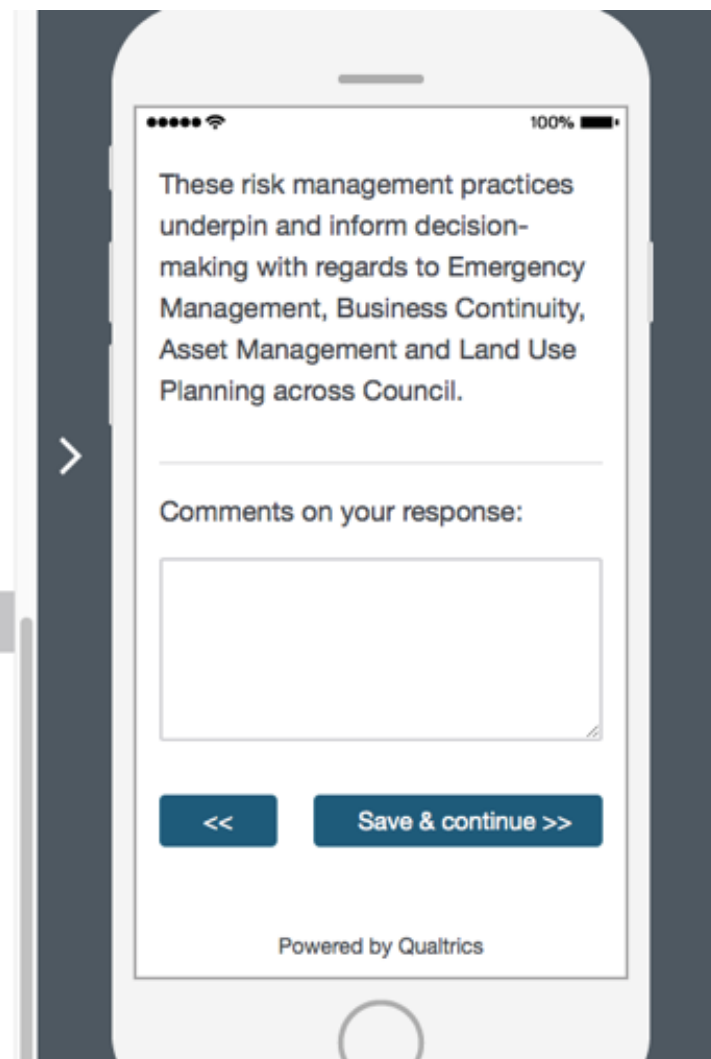 100%
These risk management practices
underpin and inform decision-
making with regards to Emergency
Management, Business Continuity,
Asset Management and Land Use
Planning across Council.
Comments on your response:
<< Save & continue >>
Powered by Qualtrics